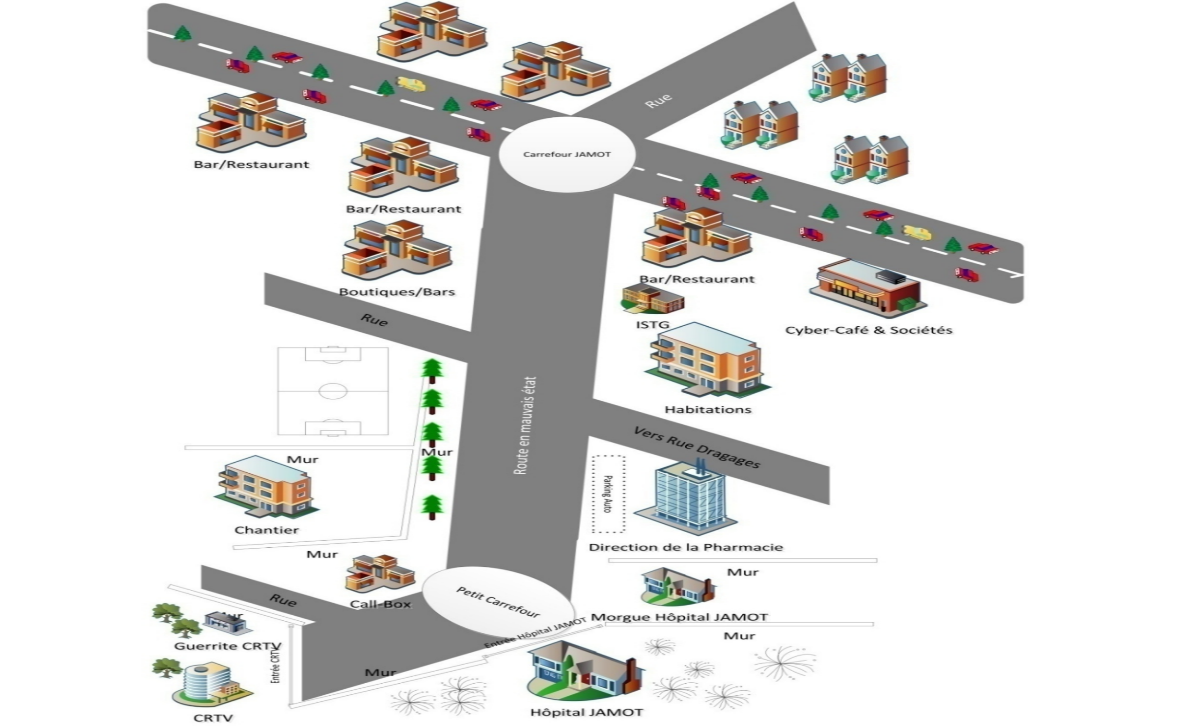 Rue
Carrefour JAMOT
Bar/Restaurant
Bar/Restaurant
Bar/Restaurant
Boutiques/Bars
ISTG
Cyber-Café & Sociétés
Rue
Habitations
Route en mauvais état
Vers Rue Dragages
Mur
Mur
Parking Auto
Chantier
Direction de la Pharmacie
Mur
Mur
Call-Box
Rue
Petit Carrefour
Morgue Hôpital JAMOT
Entrée Hôpital JAMOT
Mur
Guerrite CRTV
Entrée CRTV
Mur
CRTV
Hôpital JAMOT